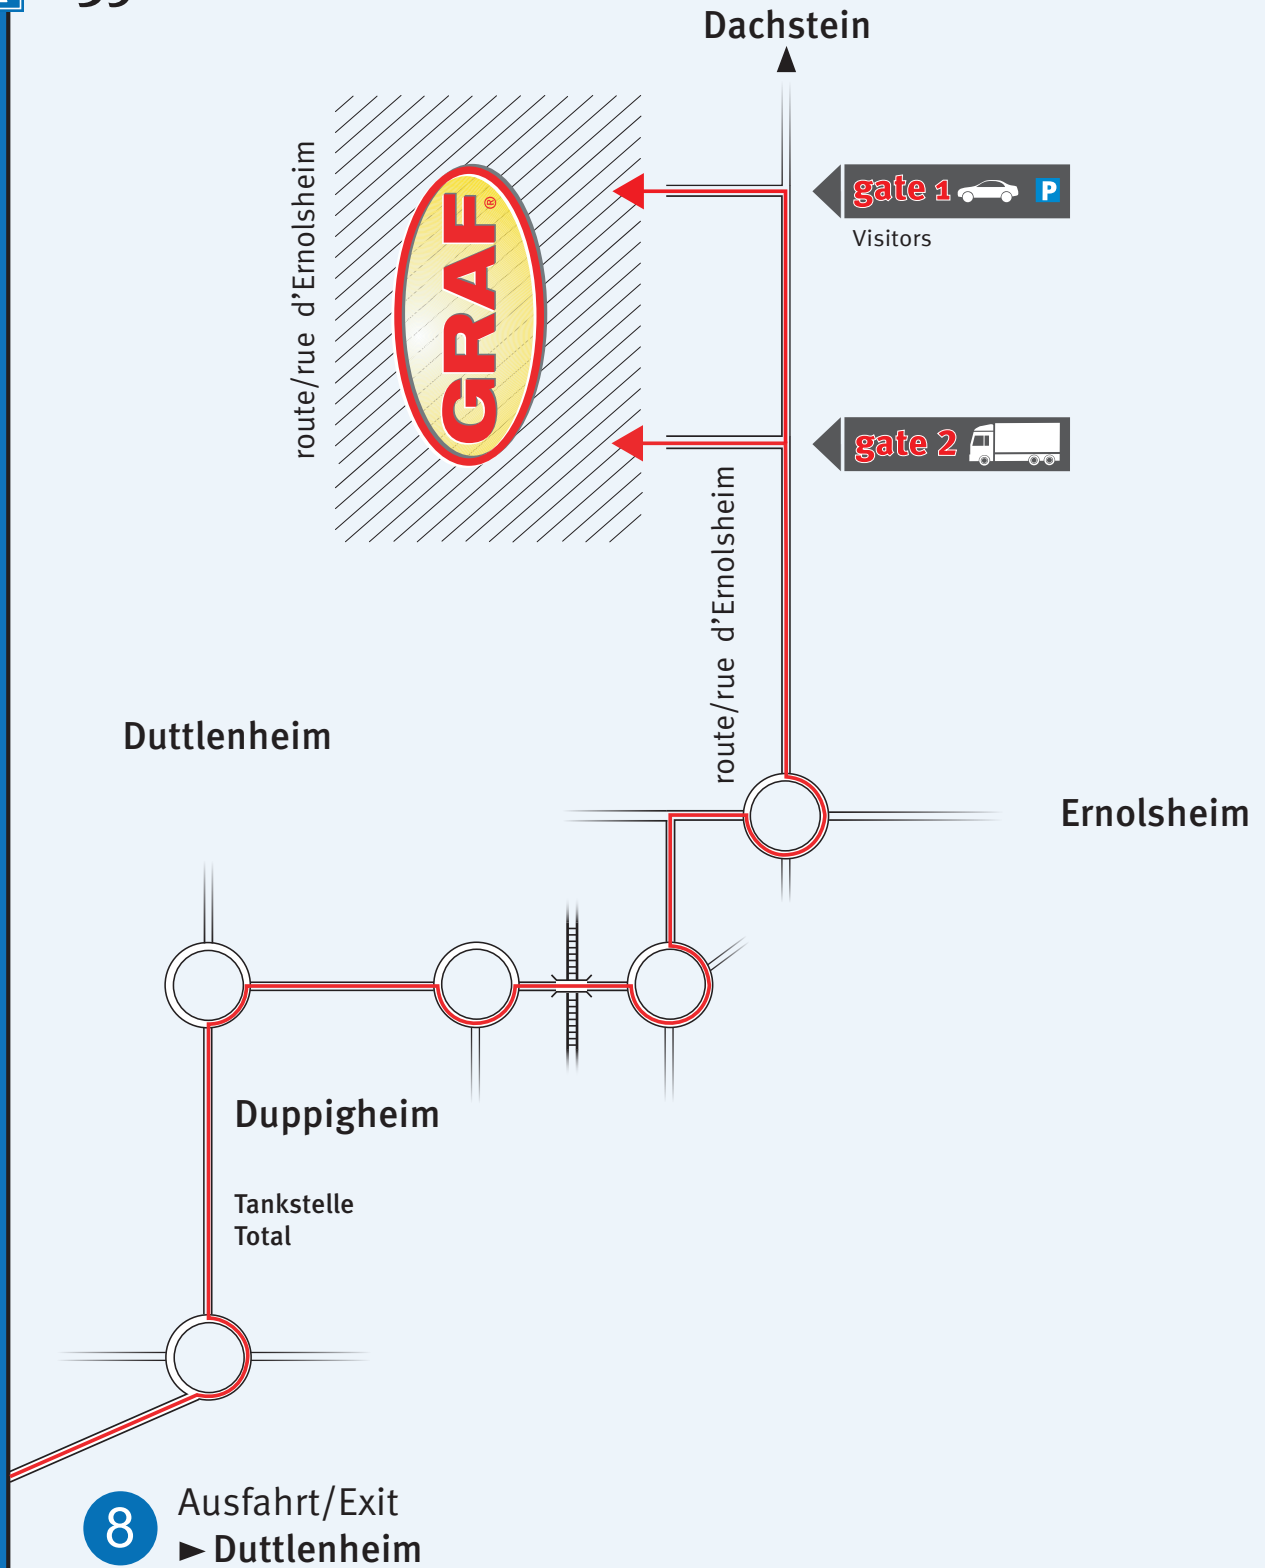 Dachstein
route/rue d'Ernolsheim
GRAF®
gate 1 P
Visitors
gate 2
route/rue d'Ernolsheim
Duttlenheim
Ernolsheim
Duppigheim
Tankstelle
Total
8 Ausfahrt/Exit
► Duttlenheim